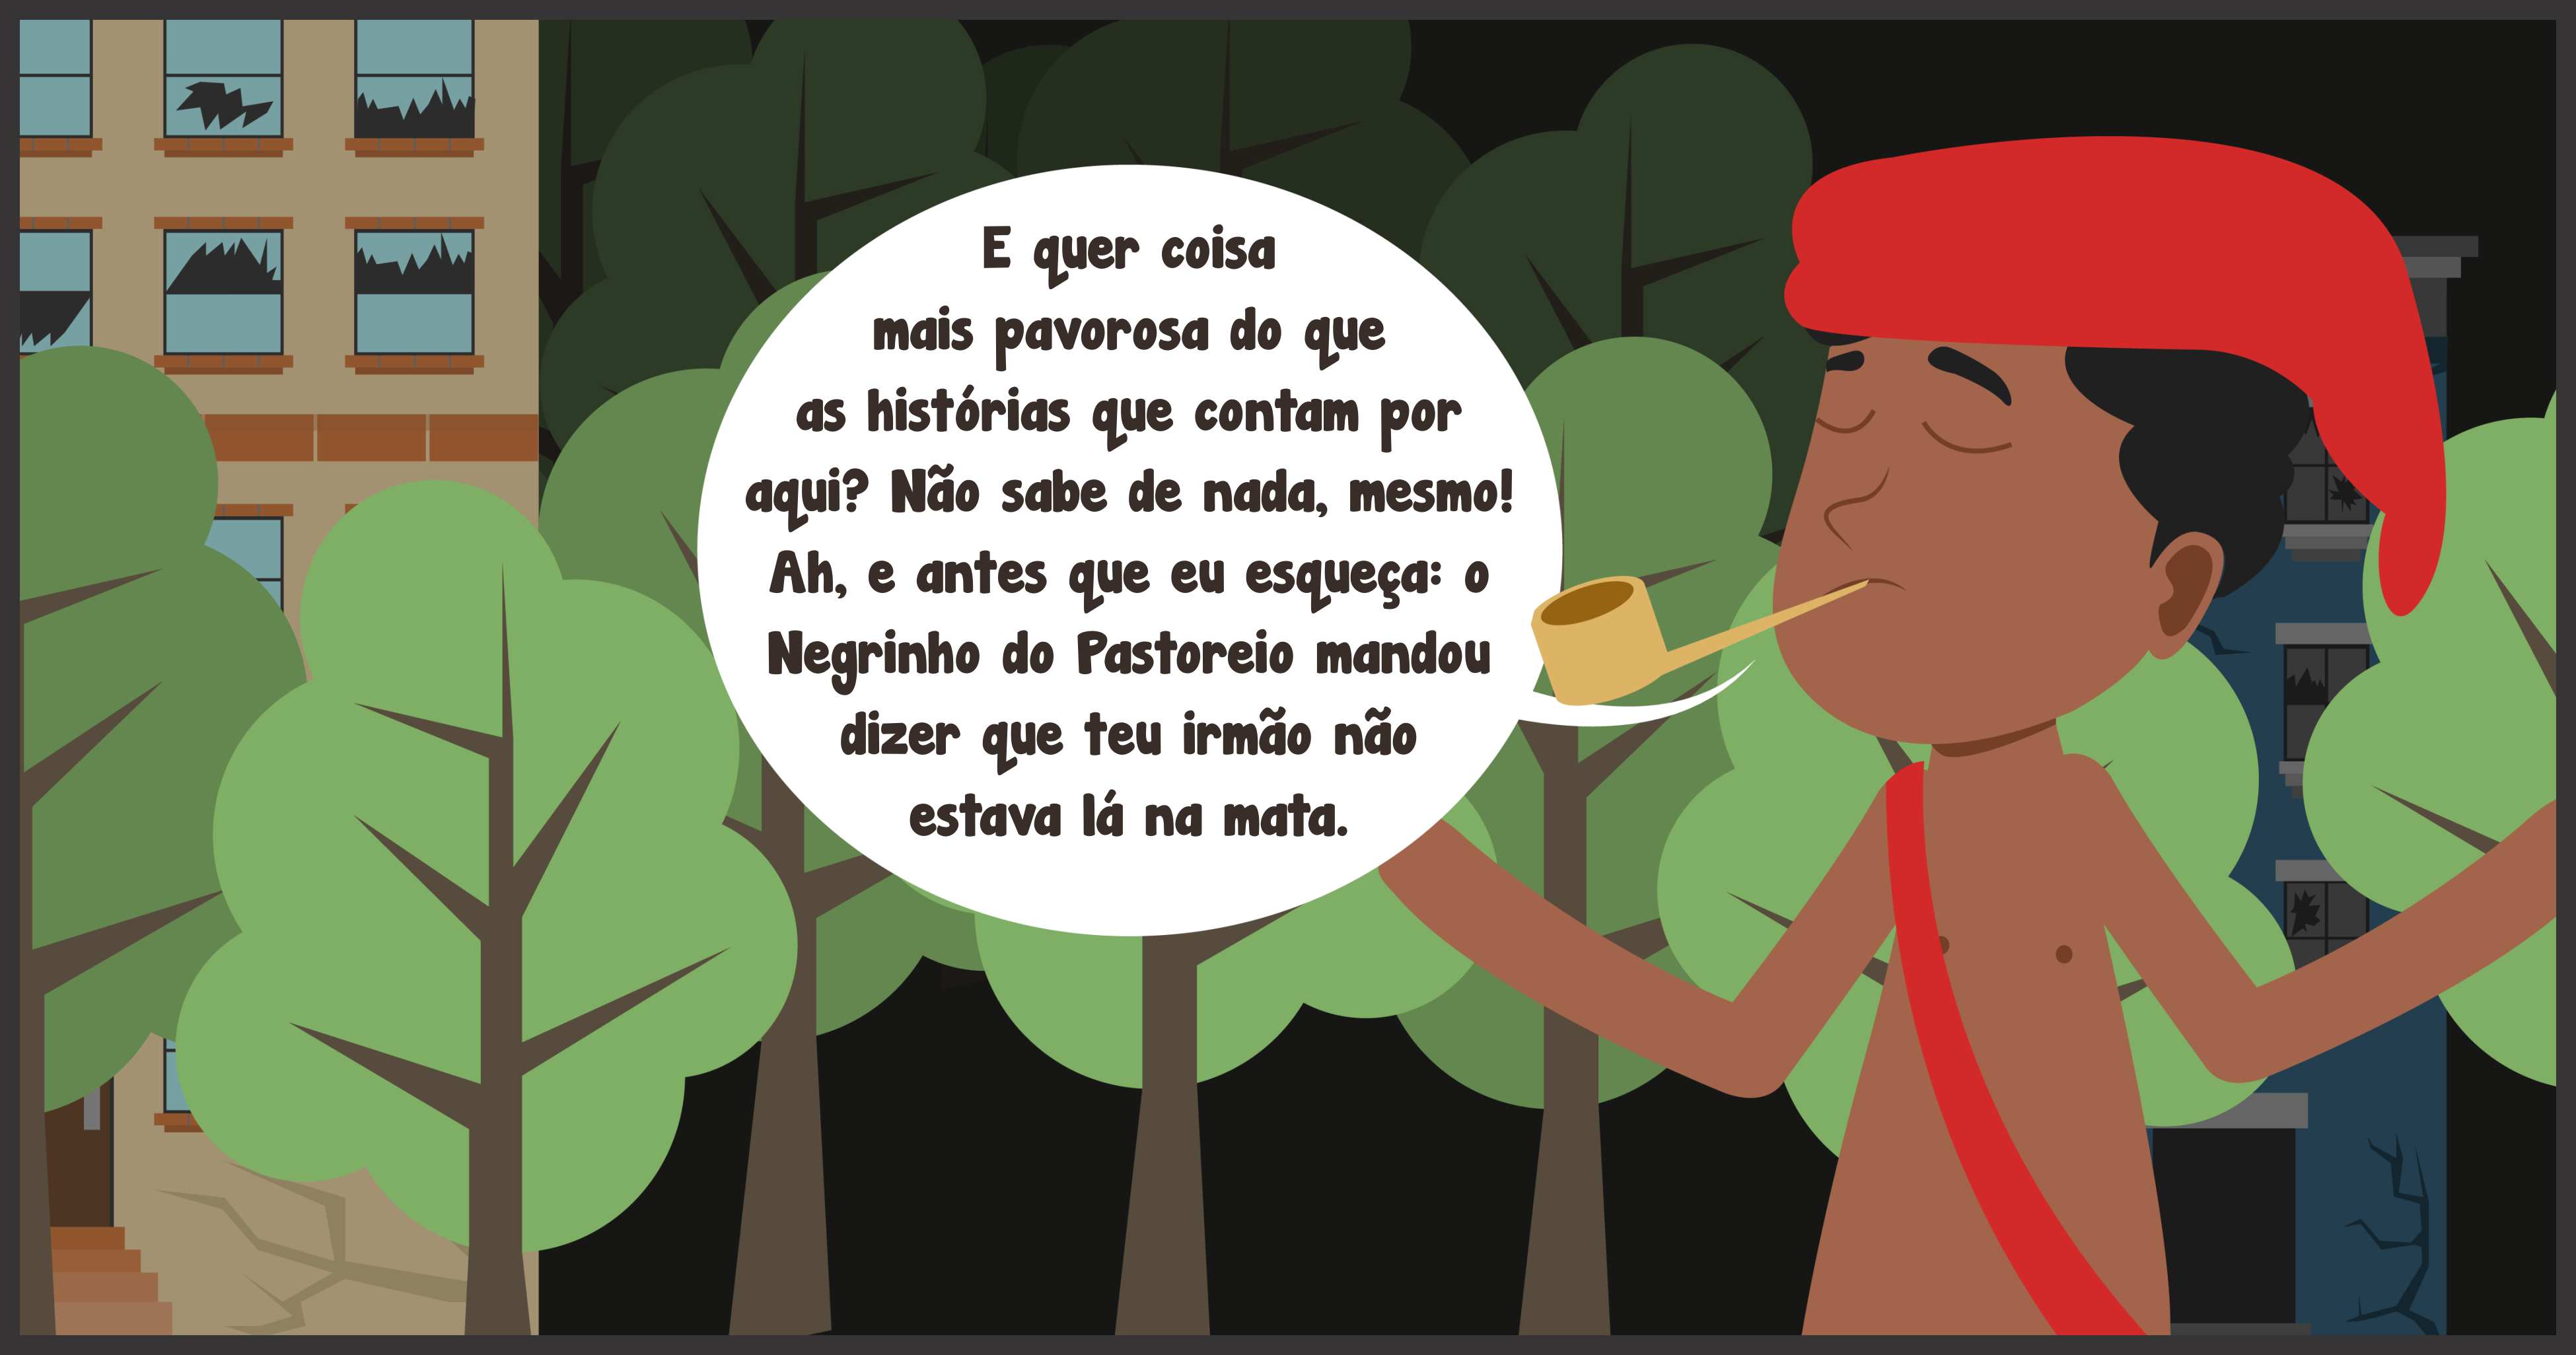 E quer coisa
mais pavorosa do que
as histórias que contam por
aqui? Não sabe de nada, mesmo!
Ah, e antes que eu esqueça: o
Negrinho do Pastoreio mandou
dizer que teu irmão não
estava lá na mata.